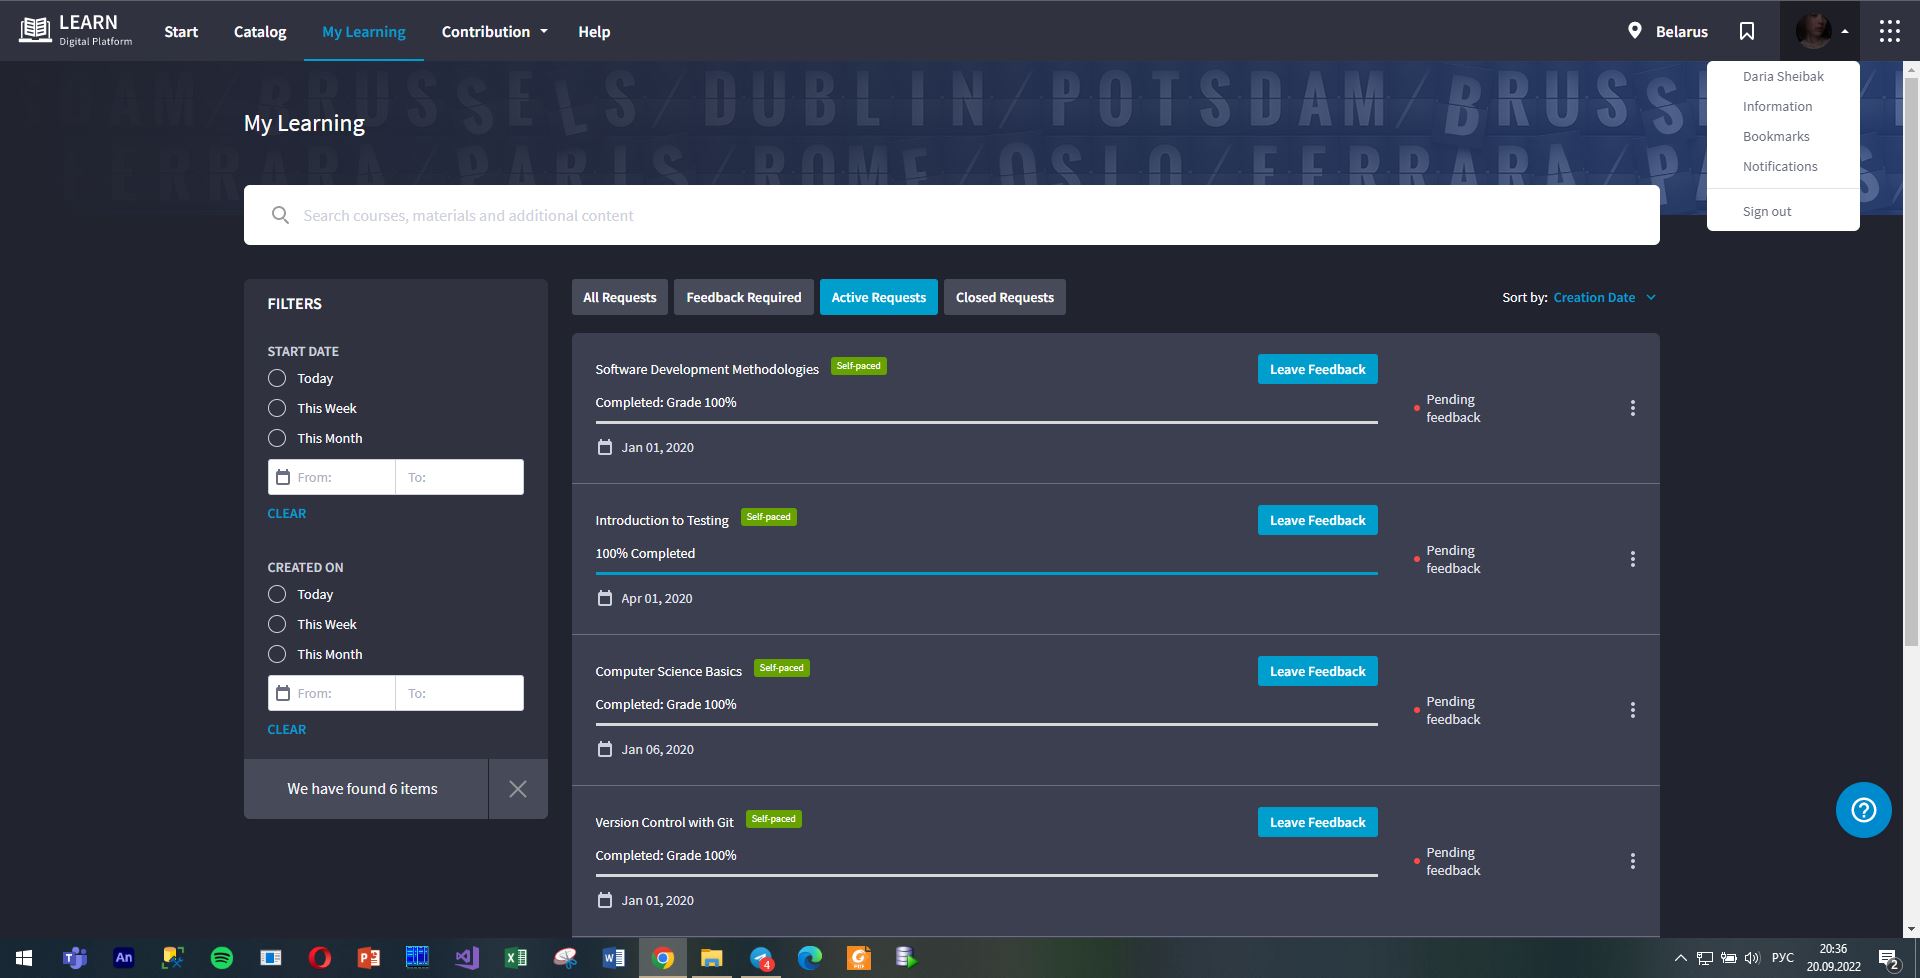 LEARN
Digital Platform
Start
Catalog
My Learning
Contribution
Help
Belarus
DAM/BRUSSELS/DUBLIN/POTSDAM/BRUSSE
FERRARA/PARIS/ROME/OSLO/FERRARA/PA
Daria Sheibak
Information
Bookmarks
Notifications
Sign out
My Learning
Search courses, materials and additional content
FILTERS
START DATE
Today
This Week
This Month
From:
To:
CLEAR
CREATED ON
Today
This Week
This Month
From:
To:
CLEAR
We have found 6 items
All Requests
Feedback Required
Active Requests
Closed Requests
Sort by: Creation Date
Software Development Methodologies
Self-paced
Leave Feedback
Completed: Grade 100%
Pending
feedback
Jan 01, 2020
Introduction to Testing
Self-paced
Leave Feedback
100% Completed
Pending
feedback
Apr 01, 2020
Computer Science Basics
Self-paced
Leave Feedback
Completed: Grade 100%
Pending
feedback
Jan 06, 2020
Version Control with Git
Self-paced
Leave Feedback
Completed: Grade 100%
Pending
feedback
Jan 01, 2020
An
4
РУС
20:36
20.09.2022
2